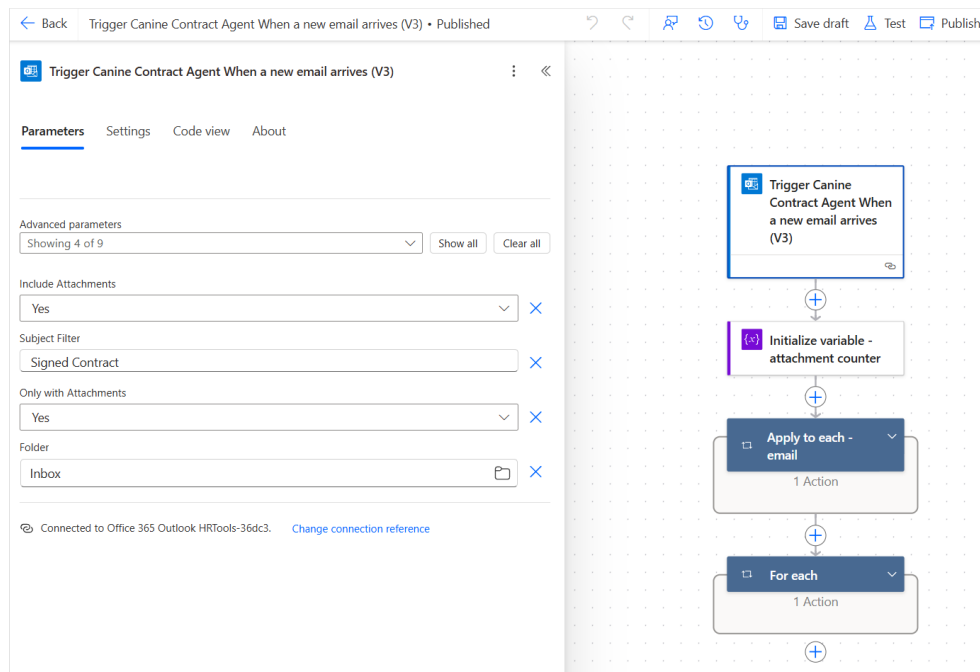 Back
Trigger Canine Contract Agent When a new email arrives (V3) • Published
Save draft
Test
Publish
Trigger Canine Contract Agent When a new email arrives (V3)
Parameters
Settings
Code view
About
Advanced parameters
Showing 4 of 9
Show all
Clear all
Include Attachments
Yes
Subject Filter
Signed Contract
Only with Attachments
Yes
Folder
Inbox
Connected to Office 365 Outlook HRTools-36dc3.
Change connection reference
Trigger Canine
Contract Agent When
a new email arrives
(V3)
{x}
Initialize variable -
attachment counter
Apply to each -
email
1 Action
For each
1 Action